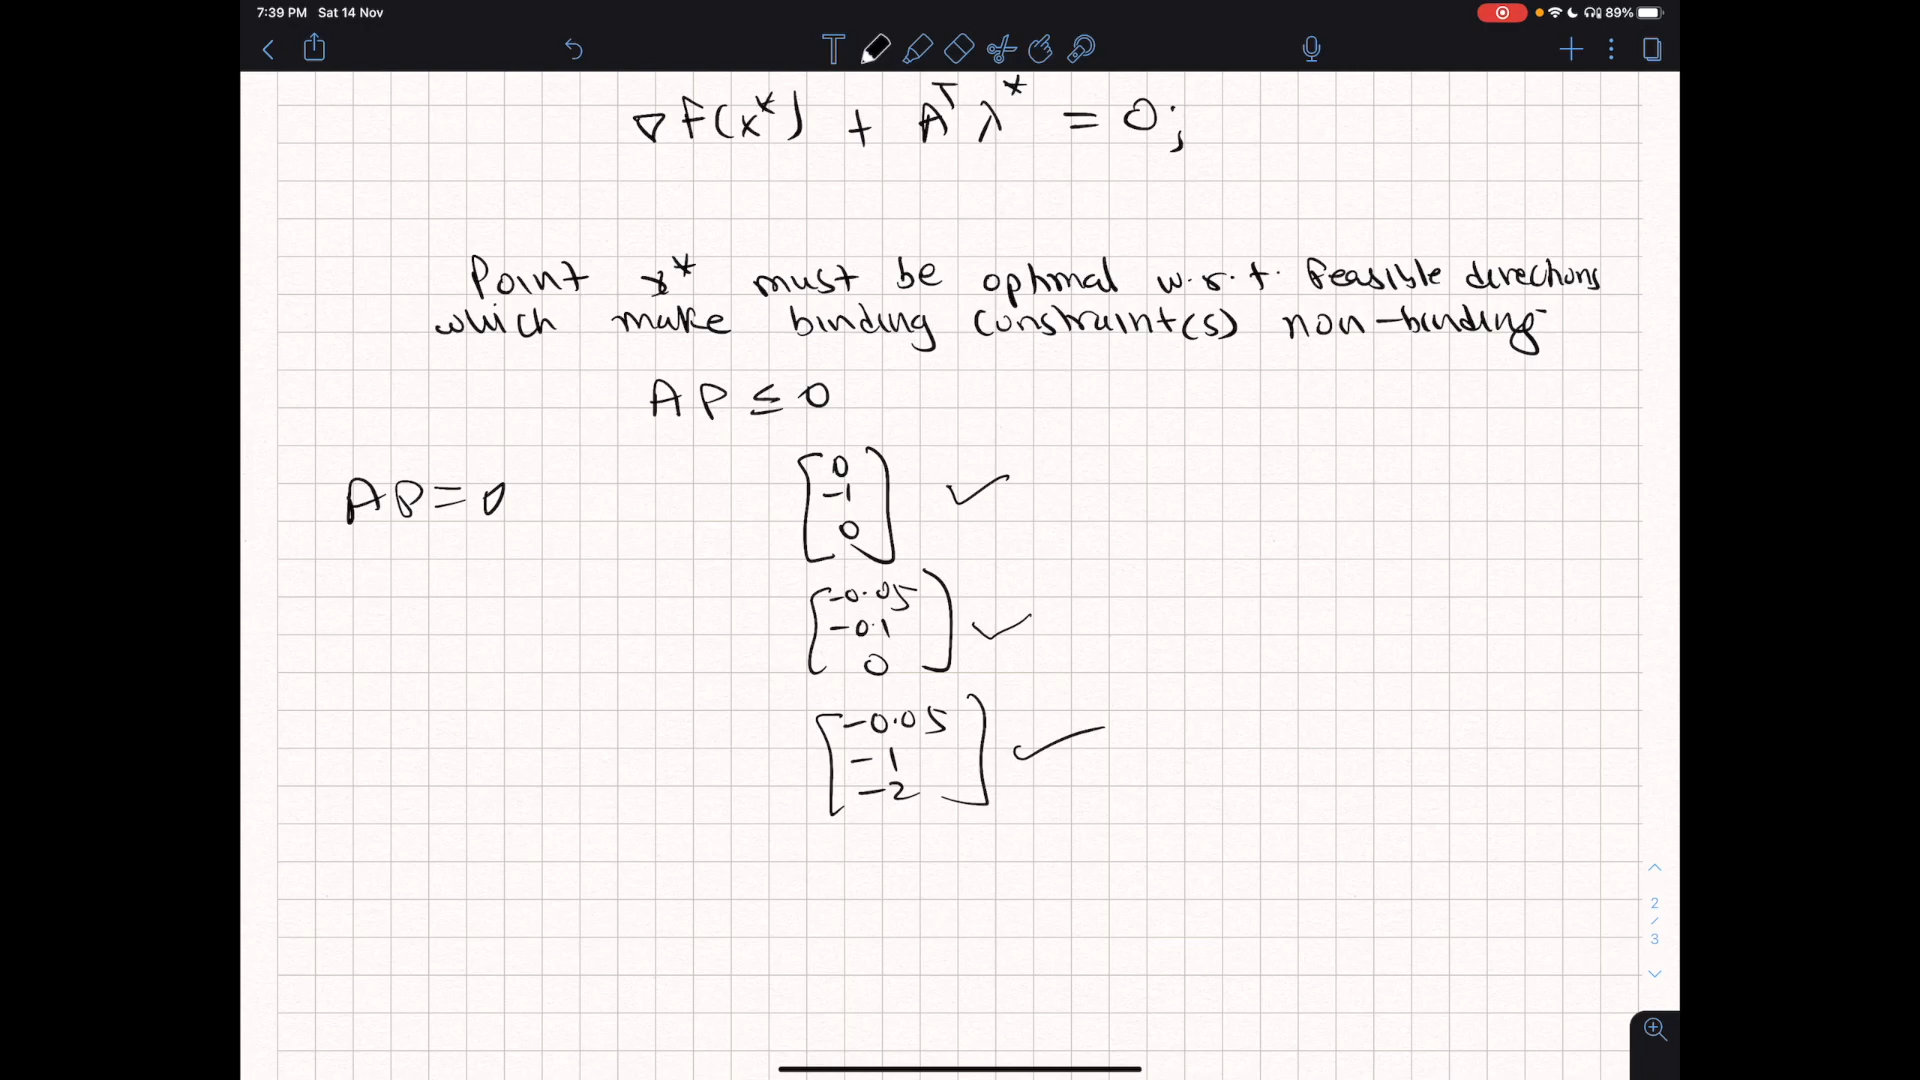 7:39 PM Sat 14 Nov
89%
∇F(x*) + Aᵀλ* = 0;
Point x* must be optimal w.r.t. feasible directions
which make binding constraint(s) non-binding
AP ≤ 0
AP = 0
[0
-1
0]
[-0.05
-0.1
0]
[-0.05
-1
-2]
2
/
3